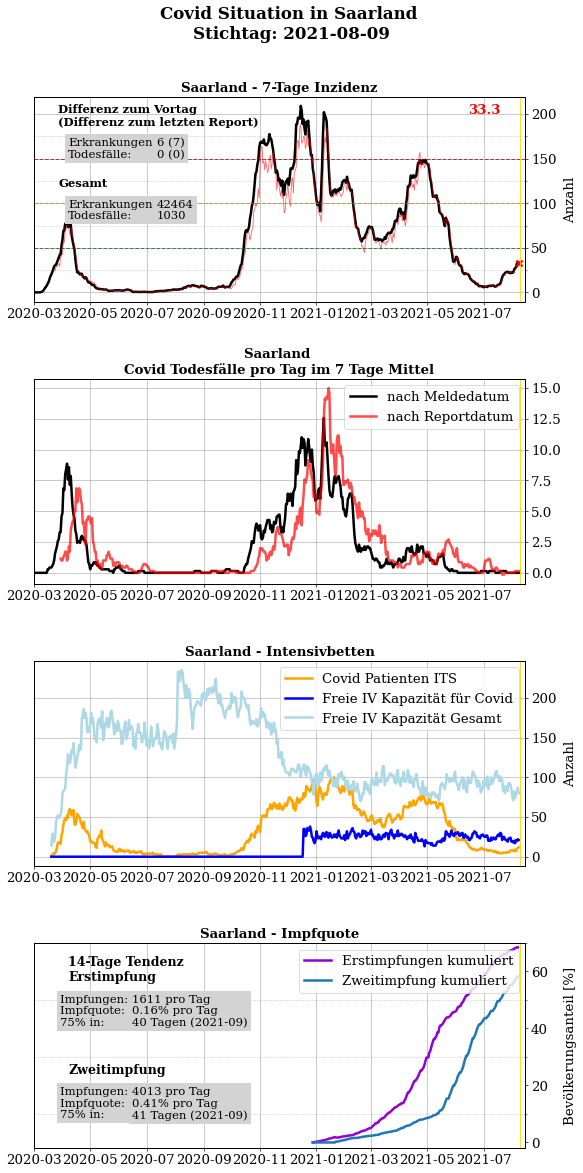 Covid Situation in Saarland
Stichtag: 2021-08-09
Saarland - 7-Tage Inzidenz
33.3
Differenz zum Vortag
(Differenz zum letzten Report)
Erkrankungen 6 (7)
Todesfälle: 0 (0)
Gesamt
Erkrankungen 42464
Todesfälle: 1030
200
150
100
50
0
Anzahl
2020-03 2020-05 2020-07 2020-09 2020-11 2021-01 2021-03 2021-05 2021-07
Saarland
Covid Todesfälle pro Tag im 7 Tage Mittel
nach Meldedatum
nach Reportdatum
15.0
12.5
10.0
7.5
5.0
2.5
0.0
2020-03 2020-05 2020-07 2020-09 2020-11 2021-01 2021-03 2021-05 2021-07
Saarland - Intensivbetten
Covid Patienten ITS
Freie IV Kapazität für Covid
Freie IV Kapazität Gesamt
200
150
100
50
0
Anzahl
2020-03 2020-05 2020-07 2020-09 2020-11 2021-01 2021-03 2021-05 2021-07
Saarland - Impfquote
14-Tage Tendenz
Erstimpfung
Impfungen: 1611 pro Tag
Impfquote: 0.16% pro Tag
75% in: 40 Tagen (2021-09)
Zweitimpfung
Impfungen: 4013 pro Tag
Impfquote: 0.41% pro Tag
75% in: 41 Tagen (2021-09)
Erstimpfungen kumuliert
Zweitimpfung kumuliert
60
40
20
0
Bevölkerungsanteil [%]
2020-03 2020-05 2020-07 2020-09 2020-11 2021-01 2021-03 2021-05 2021-07